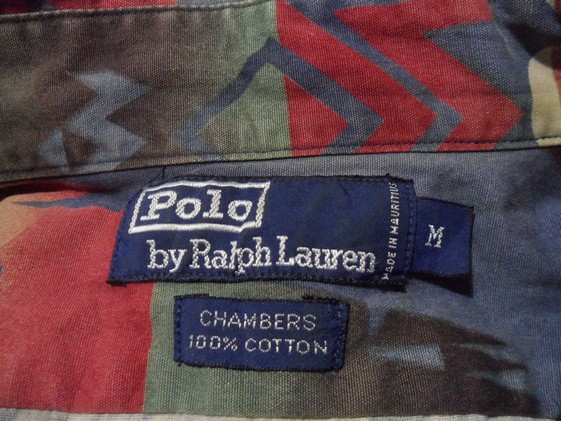 Polo
by Ralph Lauren
MADE IN MAURITIUS
M
CHAMBERS
100% COTTON